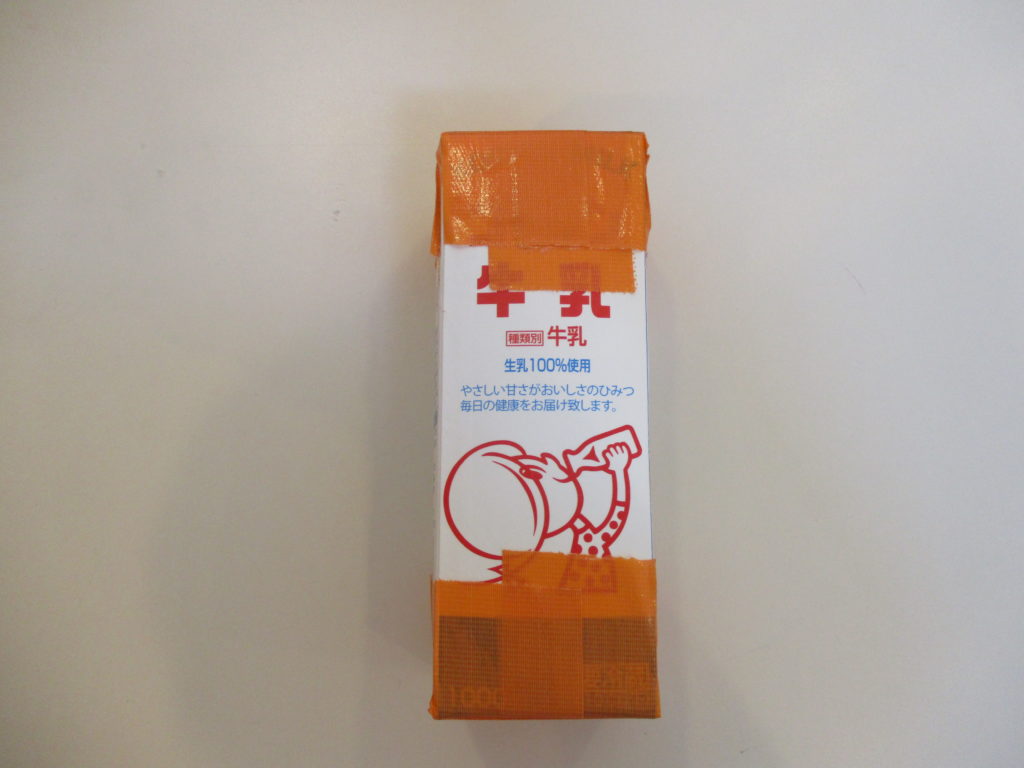 牛乳
種類別 牛乳
生乳100%使用
やさしい甘さがおいしさのひみつ
毎日の健康をお届け致します。